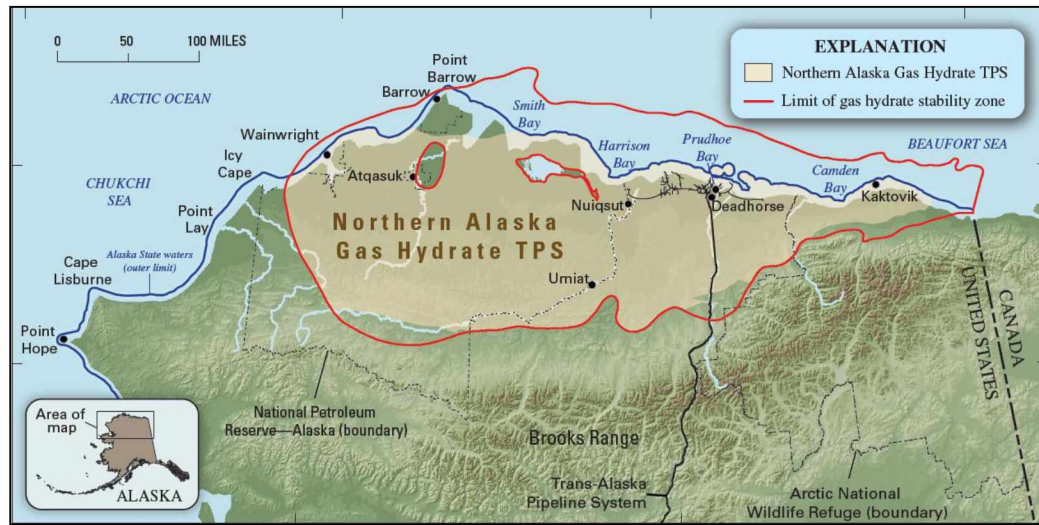 0 50 100 MILES
EXPLANATION
Northern Alaska Gas Hydrate TPS
Limit of gas hydrate stability zone
ARCTIC OCEAN
Point
Barrow
Barrow
Smith
Bay
Wainwright
Harrison
Bay
Prudhoe
Bay
BEAUFORT SEA
Icy
Cape
Atqasuk
Camden
Bay
Kaktovik
CHUKCHI
SEA
Nuiqsut
Deadhorse
Point
Lay
Northern Alaska
Gas Hydrate TPS
Alaska State waters
(outer limit)
Cape
Lisburne
Umiat
Point
Hope
CANADA
UNITED STATES
National Petroleum
Reserve—Alaska (boundary)
Brooks Range
Area of
map
ALASKA
Trans-Alaska
Pipeline System
Arctic National
Wildlife Refuge (boundary)